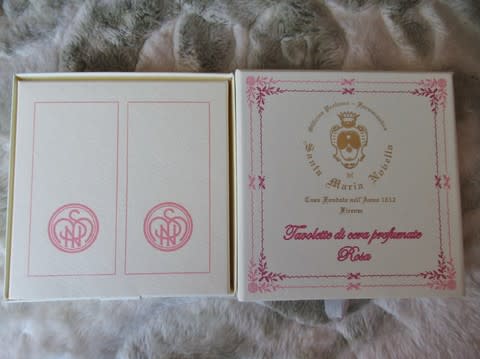 Officina Profumo - Farmaceutica
di
Santa Maria Novella
Casa Fondata nell'Anno 1612
Firenze
Tavolette di cera profumate
Rosa